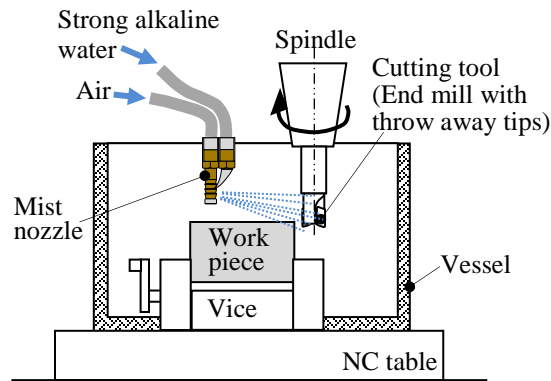 Strong alkaline
water
Air
Spindle
Cutting tool
(End mill with
throw away tips)
Mist
nozzle
Work
piece
Vessel
Vice
NC table